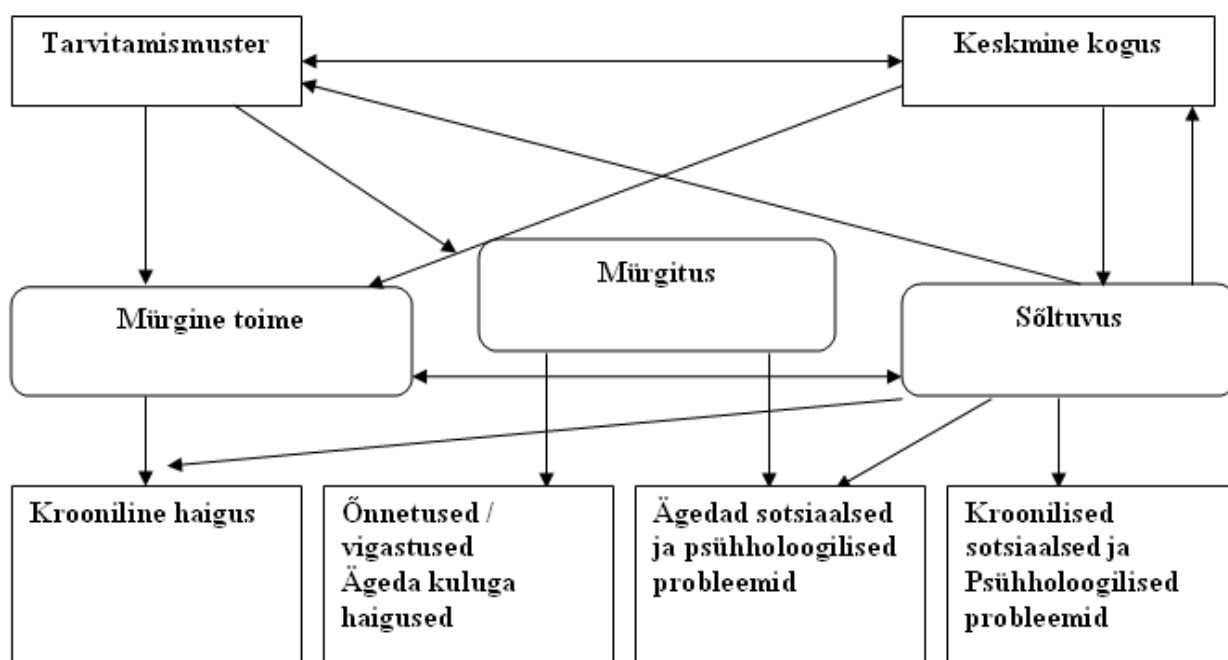 Tarvitamismuster
Keskmine kogus
Mürgitus
Mürgine toime
Sõltuvus
Krooniline haigus
Õnnetused /
vigastused
Ägeda kuluga
haigused
Ägedad sotsiaalsed
ja psühholoogilised
probleemid
Kroonilised
sotsiaalsed ja
Psühholoogilised
probleemid